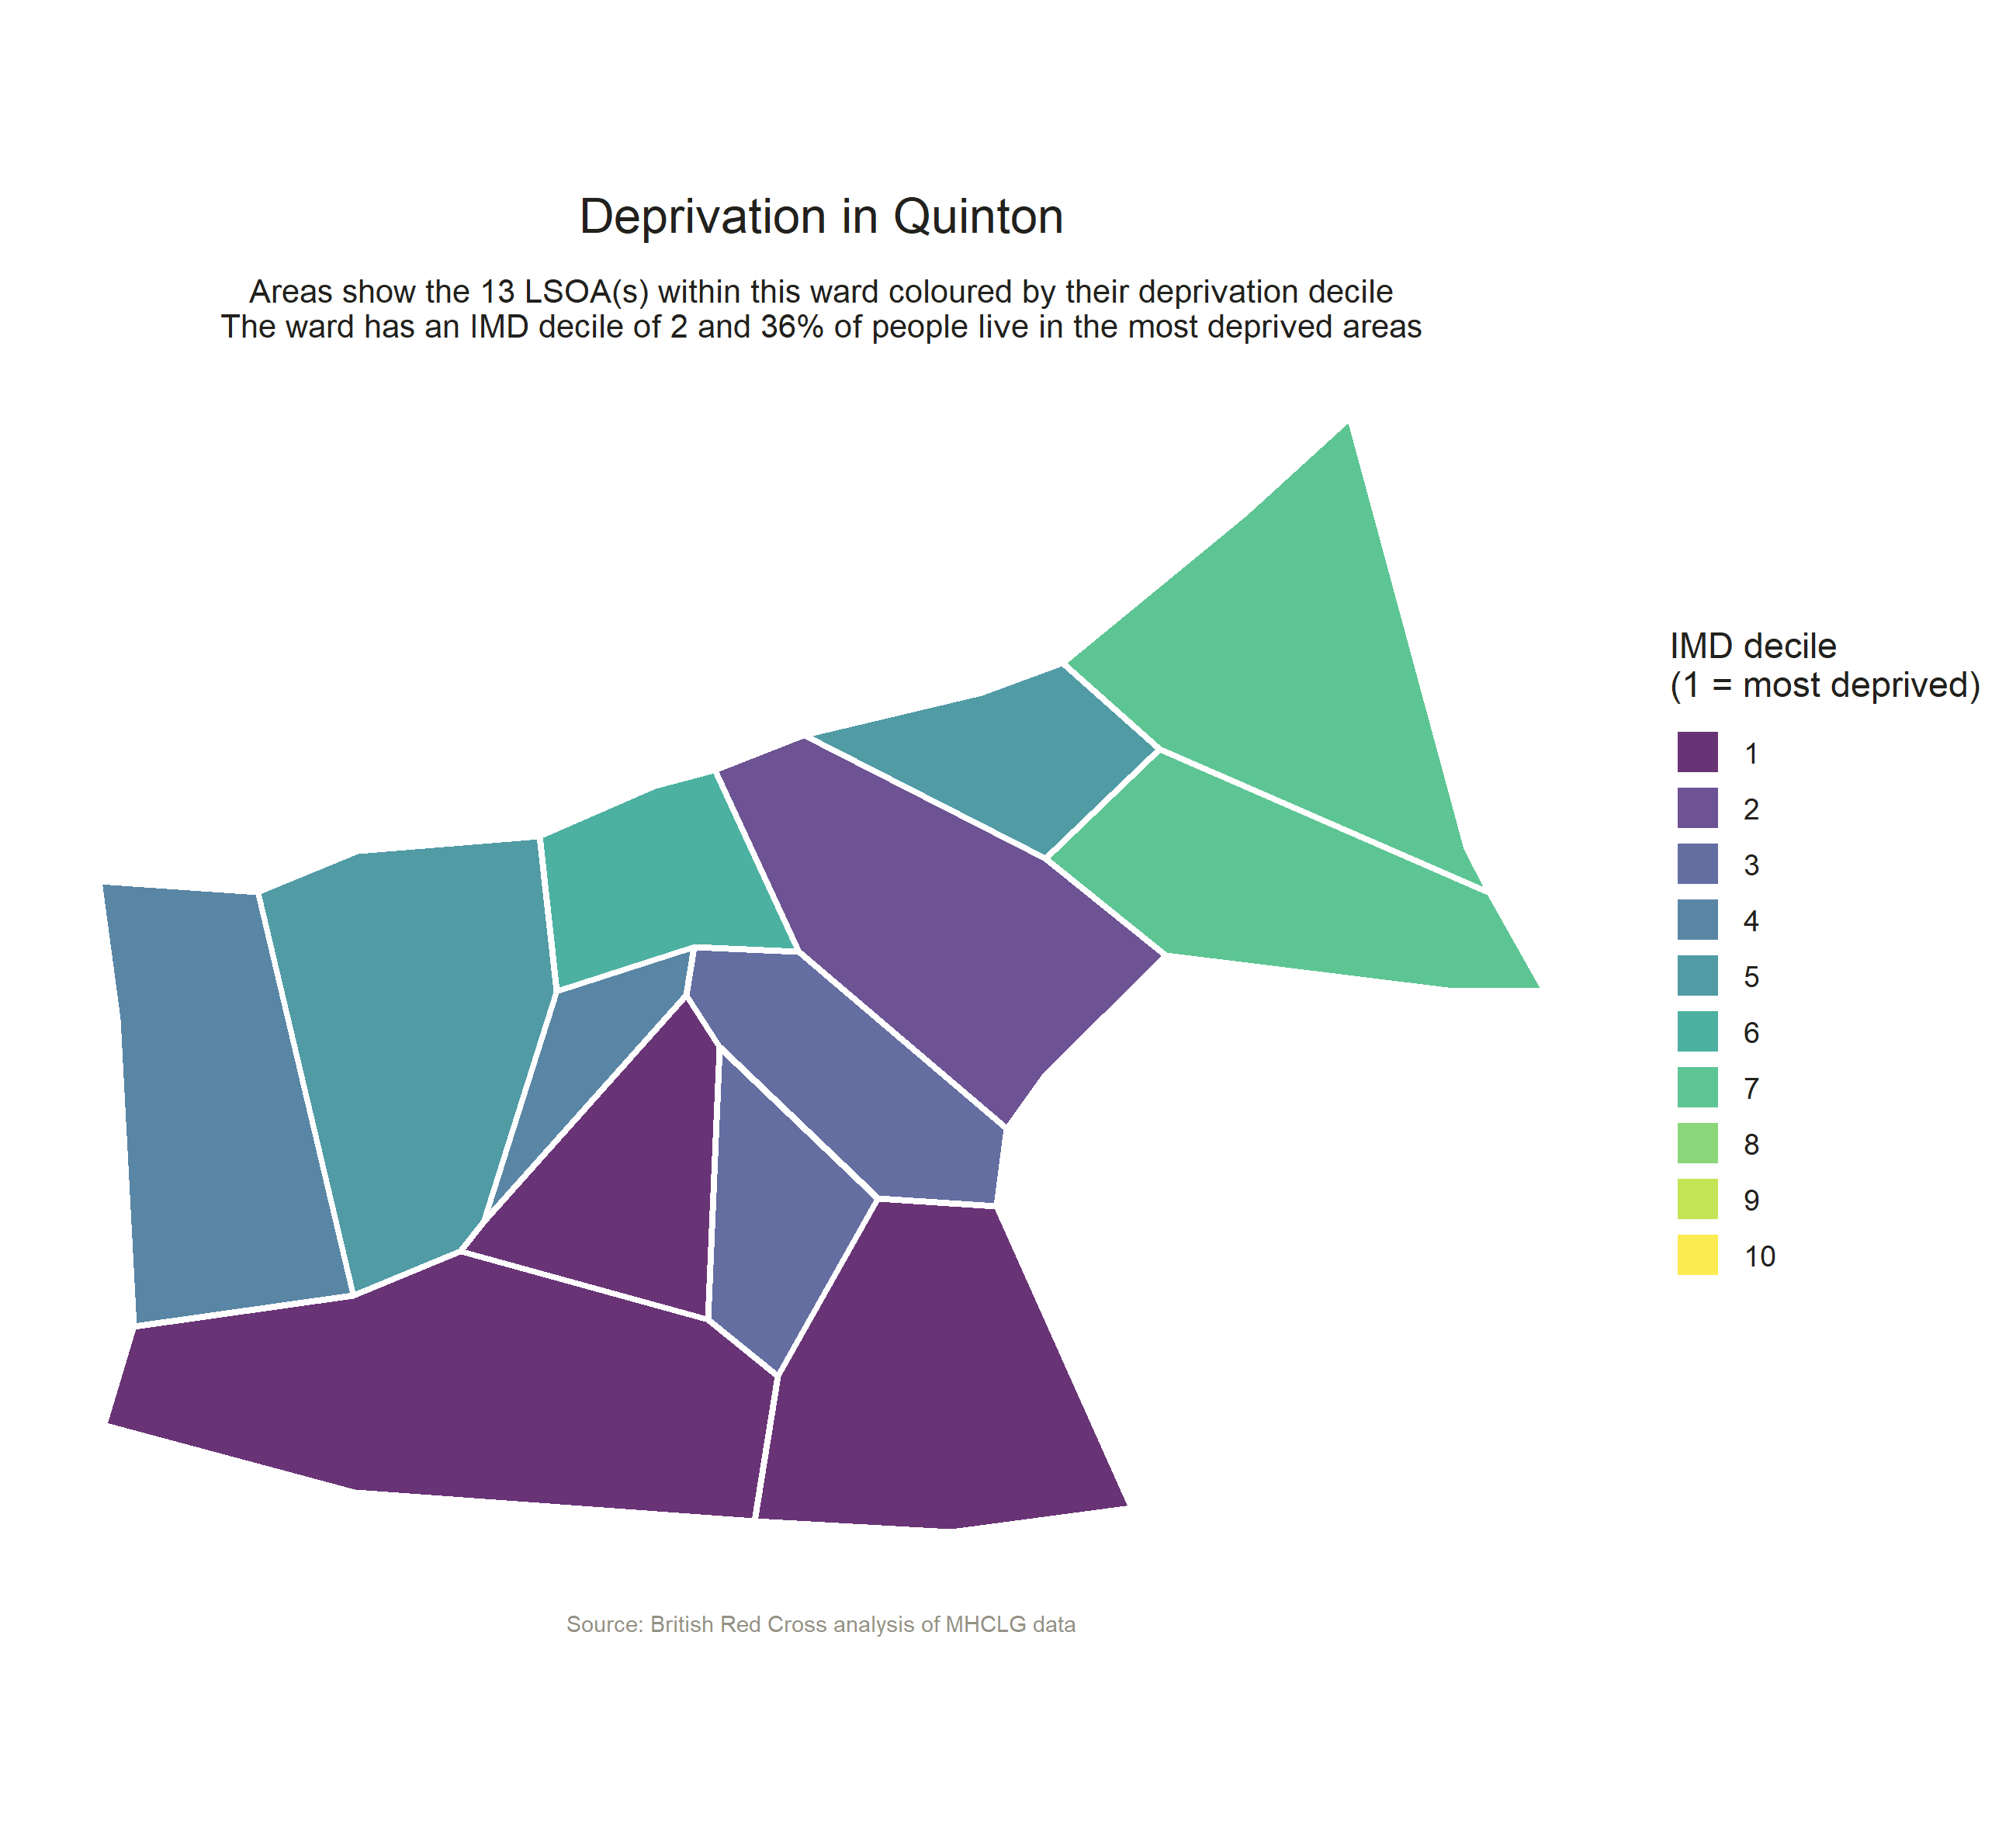 Deprivation in Quinton
Areas show the 13 LSOA(s) within this ward coloured by their deprivation decile
The ward has an IMD decile of 2 and 36% of people live in the most deprived areas
IMD decile
(1 = most deprived)
1
2
3
4
5
6
7
8
9
10
Source: British Red Cross analysis of MHCLG data